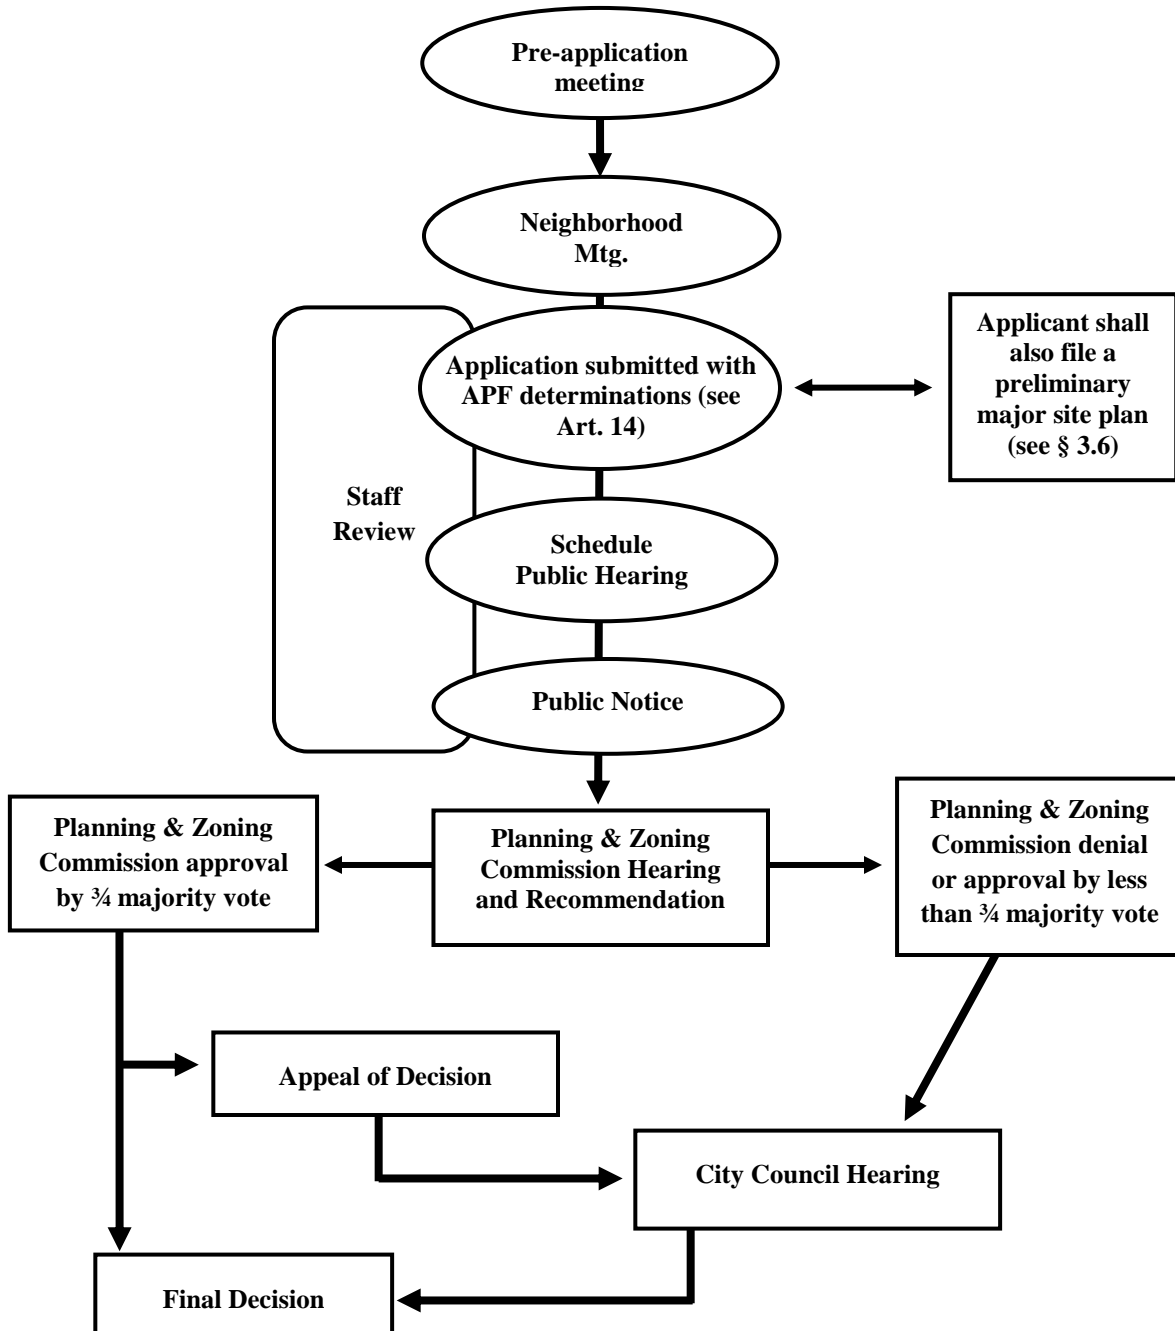 Pre-application
meeting
Neighborhood
Mtg.
Application submitted with
APF determinations (see
Art. 14)
Applicant shall
also file a
preliminary
major site plan
(see § 3.6)
Staff
Review
Schedule
Public Hearing
Public Notice
Planning & Zoning
Commission approval
by ¾ majority vote
Planning & Zoning
Commission Hearing
and Recommendation
Planning & Zoning
Commission denial
or approval by less
than ¾ majority vote
Appeal of Decision
City Council Hearing
Final Decision